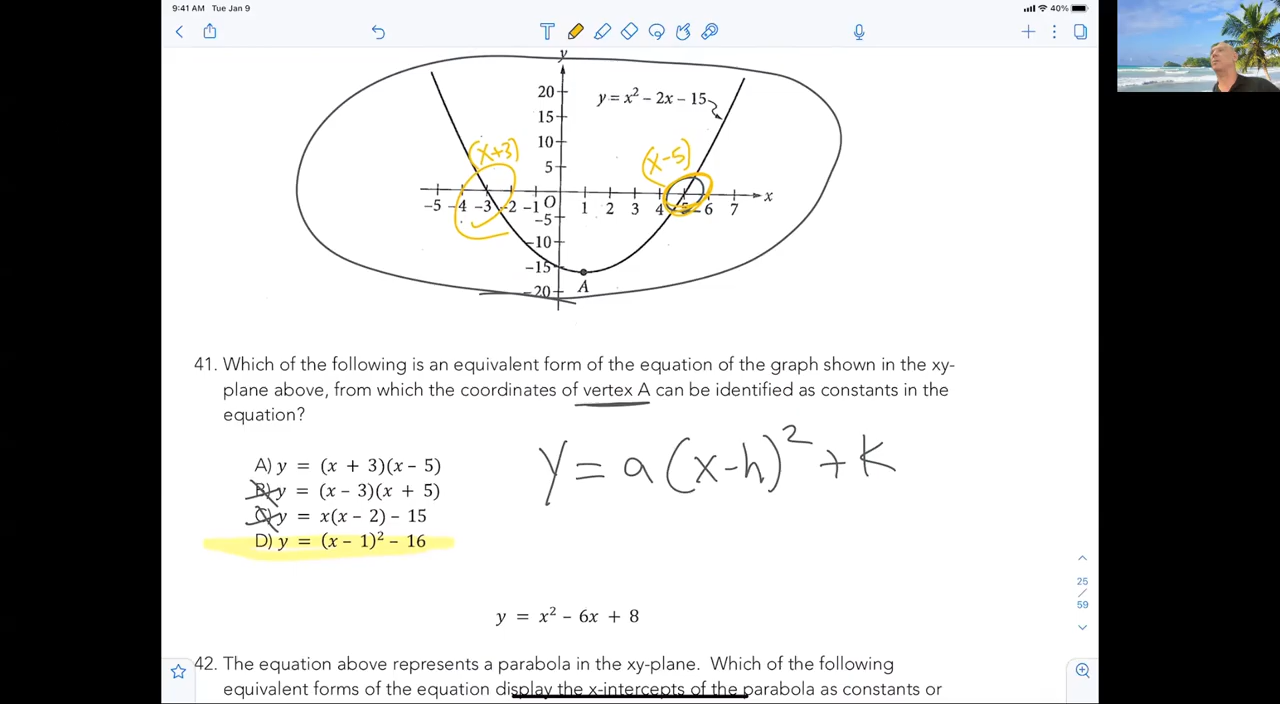 9:41 AM Tue Jan 9
40%
y
20
y = x² − 2x − 15
15
10
(x+3)
(x-5)
5
-5 -4 -3 -2 -1 O 1 2 3 4 5 6 7 x
-5
-10
-15
A
-20
41. Which of the following is an equivalent form of the equation of the graph shown in the xy-
plane above, from which the coordinates of vertex A can be identified as constants in the
equation?
y = a(x-h)² + k
A) y = (x + 3)(x − 5)
B) y = (x − 3)(x + 5)
C) y = x(x − 2) − 15
D) y = (x − 1)² − 16
25
/
59
y = x² − 6x + 8
42. The equation above represents a parabola in the xy-plane. Which of the following
equivalent forms of the equation display the x-intercepts of the parabola as constants or